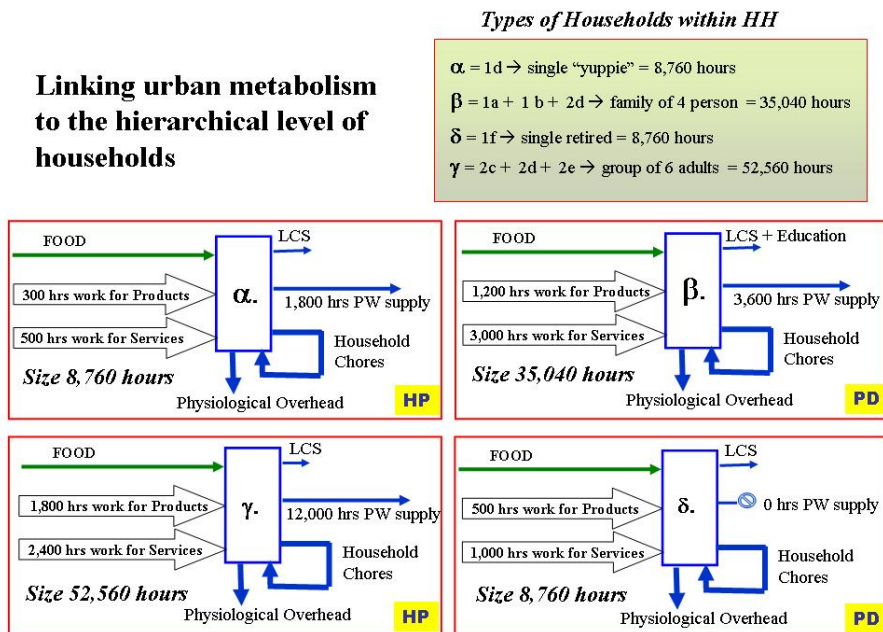 Types of Households within HH
Linking urban metabolism
to the hierarchical level of
households
α = 1d → single “yuppie” = 8,760 hours
β = 1a + 1 b + 2d → family of 4 person = 35,040 hours
δ = 1f → single retired = 8,760 hours
γ = 2c + 2d + 2e → group of 6 adults = 52,560 hours
FOOD
LCS
300 hrs work for Products
α.
1,800 hrs PW supply
500 hrs work for Services
Household
Chores
Size 8,760 hours
Physiological Overhead
HP
FOOD
LCS + Education
1,200 hrs work for Products
β.
3,600 hrs PW supply
3,000 hrs work for Services
Household
Chores
Size 35,040 hours
Physiological Overhead
PD
FOOD
LCS
1,800 hrs work for Products
γ.
12,000 hrs PW supply
2,400 hrs work for Services
Household
Chores
Size 52,560 hours
Physiological Overhead
HP
FOOD
LCS
500 hrs work for Products
δ.
0 hrs PW supply
1,000 hrs work for Services
Household
Chores
Size 8,760 hours
Physiological Overhead
PD